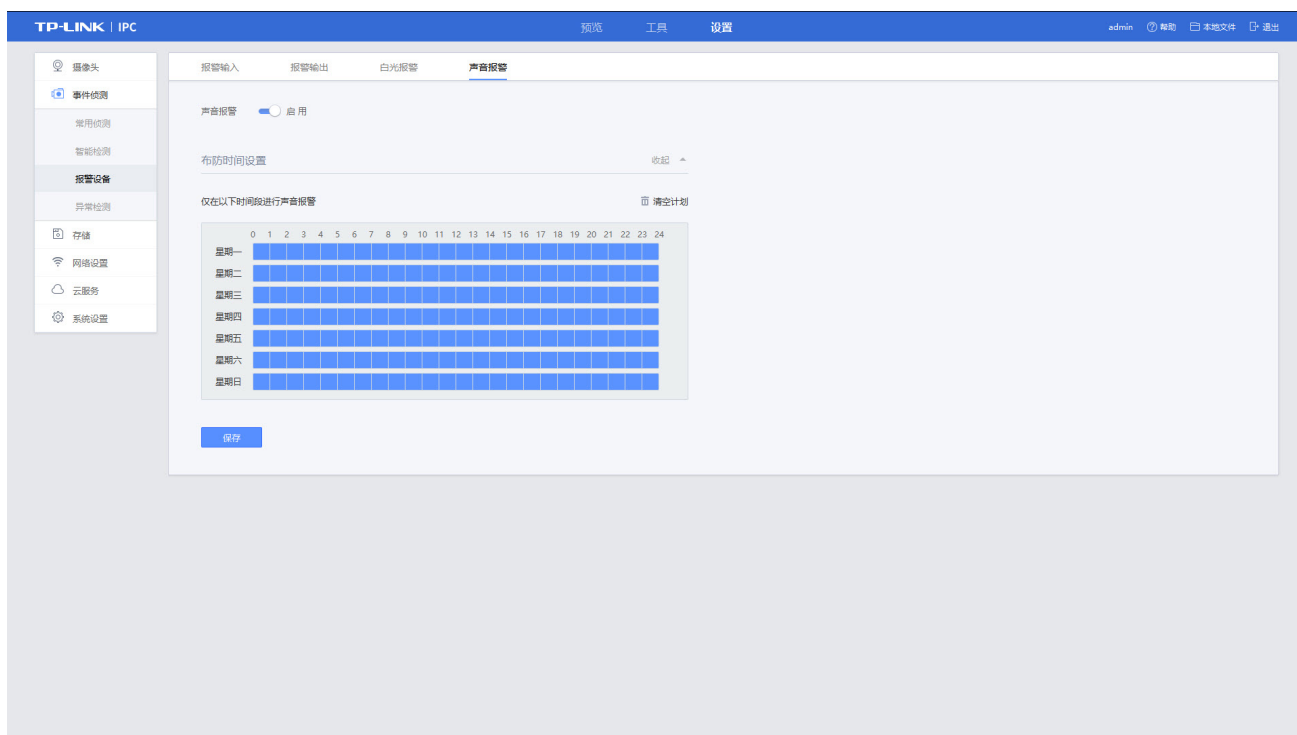 TP-LINK | IPC 预览 工具 设置 admin 帮助 本地文件 退出
摄像头
事件侦测
常用侦测
智能检测
报警设备
异常检测
存储
网络设置
云服务
系统设置
报警输入 报警输出 白光报警 声音报警
声音报警 启用
布防时间设置 收起
仅在以下时间段进行声音报警 清空计划
0 1 2 3 4 5 6 7 8 9 10 11 12 13 14 15 16 17 18 19 20 21 22 23 24
星期一
星期二
星期三
星期四
星期五
星期六
星期日
保存